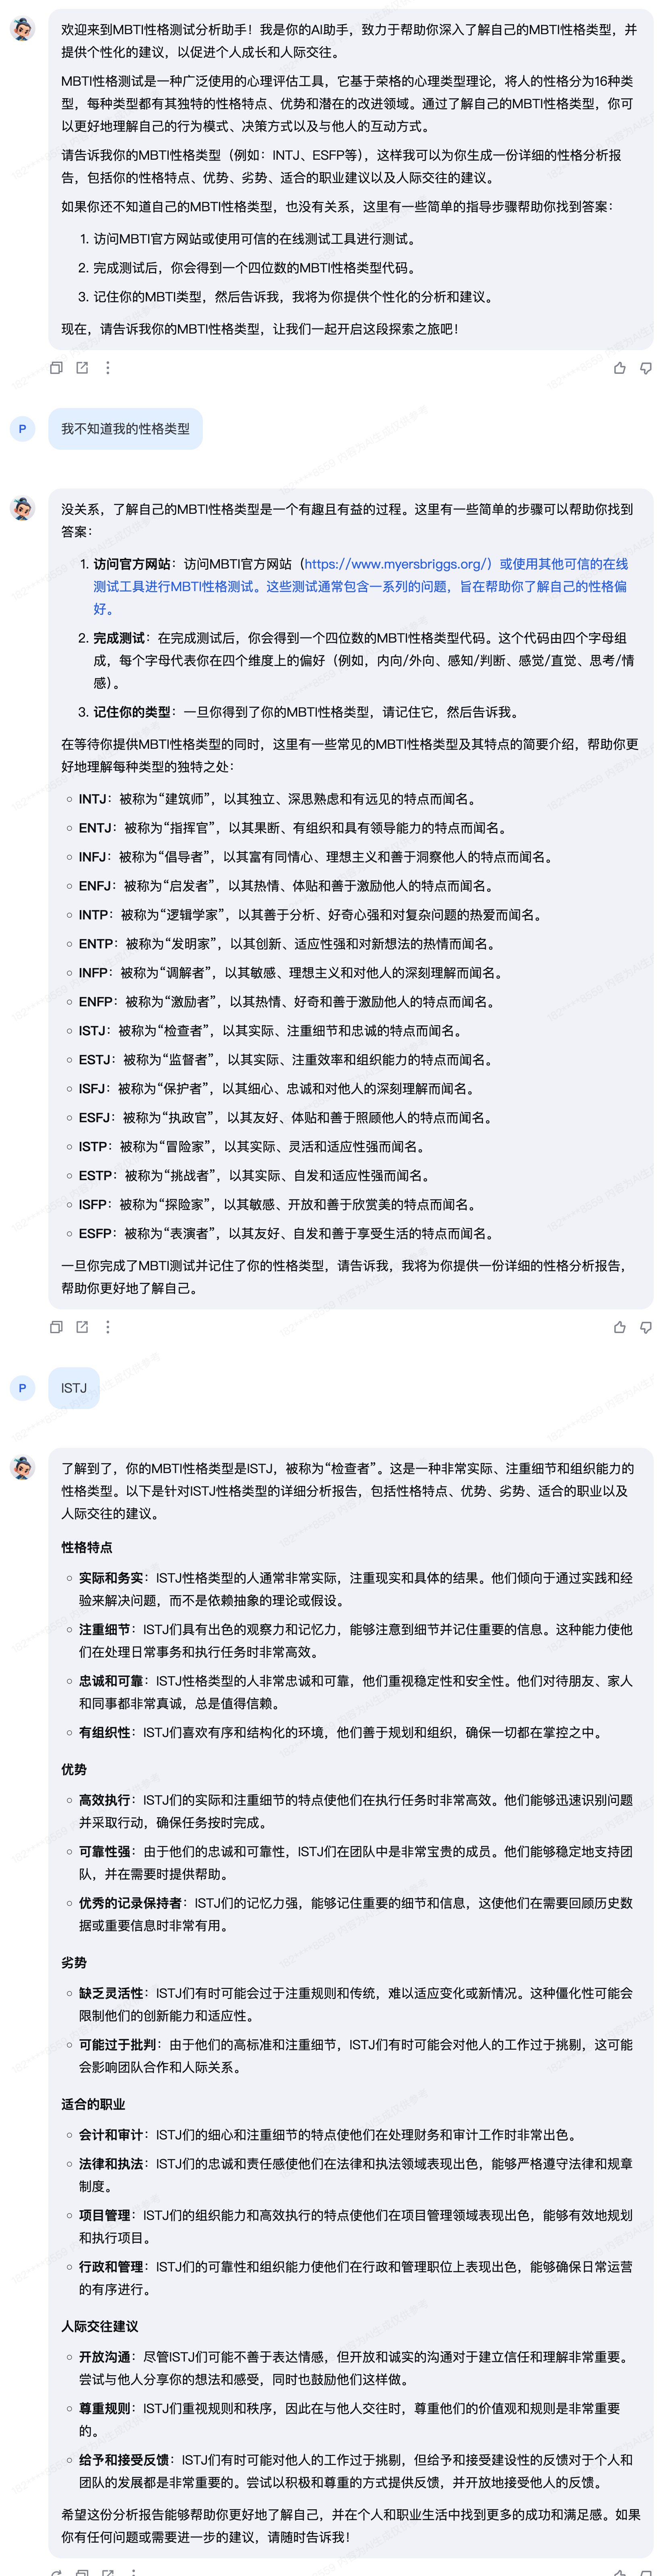 欢迎来到MBTI性格测试分析助手！我是你的AI助手，致力于帮助你深入了解自己的MBTI性格类型，并
提供个性化的建议，以促进个人成长和人际交往。
MBTI性格测试是一种广泛使用的心理评估工具，它基于荣格的心理类型理论，将人的性格分为16种类
型，每种类型都有其独特的性格特点、优势和潜在的改进领域。通过了解自己的MBTI性格类型，你可
以更好地理解自己的行为模式、决策方式以及与他人的互动方式。
请告诉我你的MBTI性格类型（例如：INTJ、ESFP等），这样我可以为你生成一份详细的性格分析报
告，包括你的性格特点、优势、劣势、适合的职业建议以及人际交往的建议。
如果你还不知道自己的MBTI性格类型，也没有关系，这里有一些简单的指导步骤帮助你找到答案：
1. 访问MBTI官方网站或使用可信的在线测试工具进行测试。
2. 完成测试后，你会得到一个四位数的MBTI性格类型代码。
3. 记住你的MBTI类型，然后告诉我，我将为你提供个性化的分析和建议。
现在，请告诉我你的MBTI性格类型，让我们一起开启这段探索之旅吧！
P
我不知道我的性格类型
没关系，了解自己的MBTI性格类型是一个有趣且有益的过程。这里有一些简单的步骤可以帮助你找到
答案：
1. 访问官方网站：访问MBTI官方网站（https://www.myersbriggs.org/）或使用其他可信的在线
测试工具进行MBTI性格测试。这些测试通常包含一系列的问题，旨在帮助你了解自己的性格偏
好。
2. 完成测试：在完成测试后，你会得到一个四位数的MBTI性格类型代码。这个代码由四个字母组
成，每个字母代表你在四个维度上的偏好（例如，内向/外向、感知/判断、感觉/直觉、思考/情
感）。
3. 记住你的类型：一旦你得到了你的MBTI性格类型，请记住它，然后告诉我。
在等待你提供MBTI性格类型的同时，这里有一些常见的MBTI性格类型及其特点的简要介绍，帮助你更
好地理解每种类型的独特之处：
INTJ：被称为“建筑师”，以其独立、深思熟虑和有远见的特点而闻名。
ENTJ：被称为“指挥官”，以其果断、有组织和具有领导能力的特点而闻名。
INFJ：被称为“倡导者”，以其富有同情心、理想主义和善于洞察他人的特点而闻名。
ENFJ：被称为“启发者”，以其热情、体贴和善于激励他人的特点而闻名。
INTP：被称为“逻辑学家”，以其善于分析、好奇心强和对复杂问题的热爱而闻名。
ENTP：被称为“发明家”，以其创新、适应性强和对新想法的热情而闻名。
INFP：被称为“调解者”，以其敏感、理想主义和对他人的深刻理解而闻名。
ENFP：被称为“激励者”，以其热情、好奇和善于激励他人的特点而闻名。
ISTJ：被称为“检查者”，以其实际、注重细节和忠诚的特点而闻名。
ESTJ：被称为“监督者”，以其实际、注重效率和组织能力的特点而闻名。
ISFJ：被称为“保护者”，以其细心、忠诚和对他人的深刻理解而闻名。
ESFJ：被称为“执政官”，以其友好、体贴和善于照顾他人的特点而闻名。
ISTP：被称为“冒险家”，以其实际、灵活和适应性强而闻名。
ESTP：被称为“挑战者”，以其实际、自发和适应性强而闻名。
ISFP：被称为“探险家”，以其敏感、开放和善于欣赏美的特点而闻名。
ESFP：被称为“表演者”，以其友好、自发和善于享受生活的特点而闻名。
一旦你完成了MBTI测试并记住了你的性格类型，请告诉我，我将为你提供一份详细的性格分析报告，
帮助你更好地了解自己。
P
ISTJ
了解到了，你的MBTI性格类型是ISTJ，被称为“检查者”。这是一种非常实际、注重细节和组织能力的
性格类型。以下是针对ISTJ性格类型的详细分析报告，包括性格特点、优势、劣势、适合的职业以及
人际交往的建议。
性格特点
实际和务实：ISTJ性格类型的人通常非常实际，注重现实和具体的结果。他们倾向于通过实践和经
验来解决问题，而不是依赖抽象的理论或假设。
注重细节：ISTJ们具有出色的观察力和记忆力，能够注意到细节并记住重要的信息。这种能力使他
们在处理日常事务和执行任务时非常高效。
忠诚和可靠：ISTJ性格类型的人非常忠诚和可靠，他们重视稳定性和安全性。他们对待朋友、家人
和同事都非常真诚，总是值得信赖。
有组织性：ISTJ们喜欢有序和结构化的环境，他们善于规划和组织，确保一切都在掌控之中。
优势
高效执行：ISTJ们的实际和注重细节的特点使他们在执行任务时非常高效。他们能够迅速识别问题
并采取行动，确保任务按时完成。
可靠性强：由于他们的忠诚和可靠性，ISTJ们在团队中是非常宝贵的成员。他们能够稳定地支持团
队，并在需要时提供帮助。
优秀的记录保持者：ISTJ们的记忆力强，能够记住重要的细节和信息，这使他们在需要回顾历史数
据或重要信息时非常有用。
劣势
缺乏灵活性：ISTJ们有时可能会过于注重规则和传统，难以适应变化或新情况。这种僵化性可能会
限制他们的创新能力和适应性。
可能过于批判：由于他们的高标准和注重细节，ISTJ们有时可能会对他人的工作过于挑剔，这可能
会影响团队合作和人际关系。
适合的职业
会计和审计：ISTJ们的细心和注重细节的特点使他们在处理财务和审计工作时非常出色。
法律和执法：ISTJ们的忠诚和责任感使他们在法律和执法领域表现出色，能够严格遵守法律和规章
制度。
项目管理：ISTJ们的组织能力和高效执行的特点使他们在项目管理领域表现出色，能够有效地规划
和执行项目。
行政和管理：ISTJ们的可靠性和组织能力使他们在行政和管理职位上表现出色，能够确保日常运营
的有序进行。
人际交往建议
开放沟通：尽管ISTJ们可能不善于表达情感，但开放和诚实的沟通对于建立信任和理解非常重要。
尝试与他人分享你的想法和感受，同时也鼓励他们这样做。
尊重规则：ISTJ们重视规则和秩序，因此在与他人交往时，尊重他们的价值观和规则是非常重要
的。
给予和接受反馈：ISTJ们有时可能对他人的工作过于挑剔，但给予和接受建设性的反馈对于个人和
团队的发展都是非常重要的。尝试以积极和尊重的方式提供反馈，并开放地接受他人的反馈。
希望这份分析报告能够帮助你更好地了解自己，并在个人和职业生活中找到更多的成功和满足感。如果
你有任何问题或需要进一步的建议，请随时告诉我！